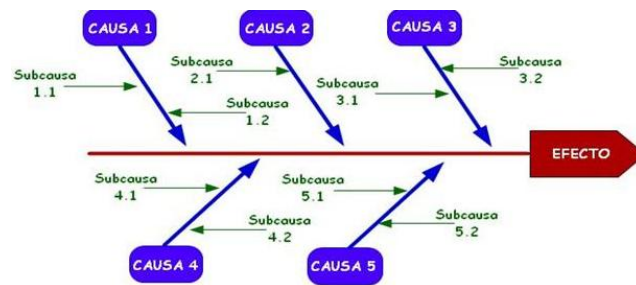 CAUSA 1
CAUSA 2
CAUSA 3
Subcausa
1.1
Subcausa
1.2
Subcausa
2.1
Subcausa
3.1
Subcausa
3.2
EFECTO
Subcausa
4.1
Subcausa
4.2
Subcausa
5.1
Subcausa
5.2
CAUSA 4
CAUSA 5